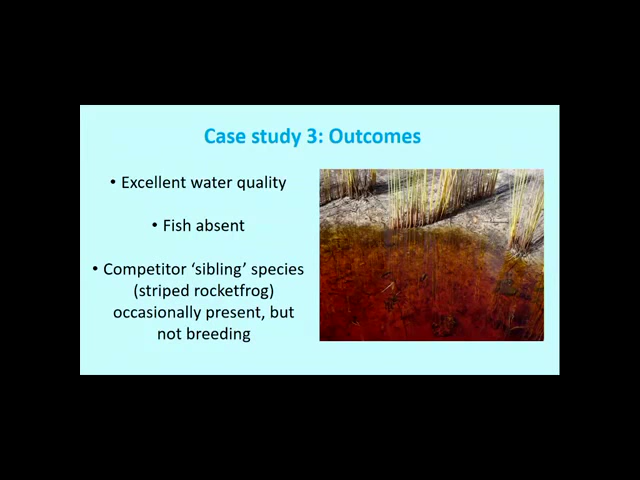 Case study 3: Outcomes
• Excellent water quality
• Fish absent
• Competitor ‘sibling’ species
(striped rocketfrog)
occasionally present, but
not breeding